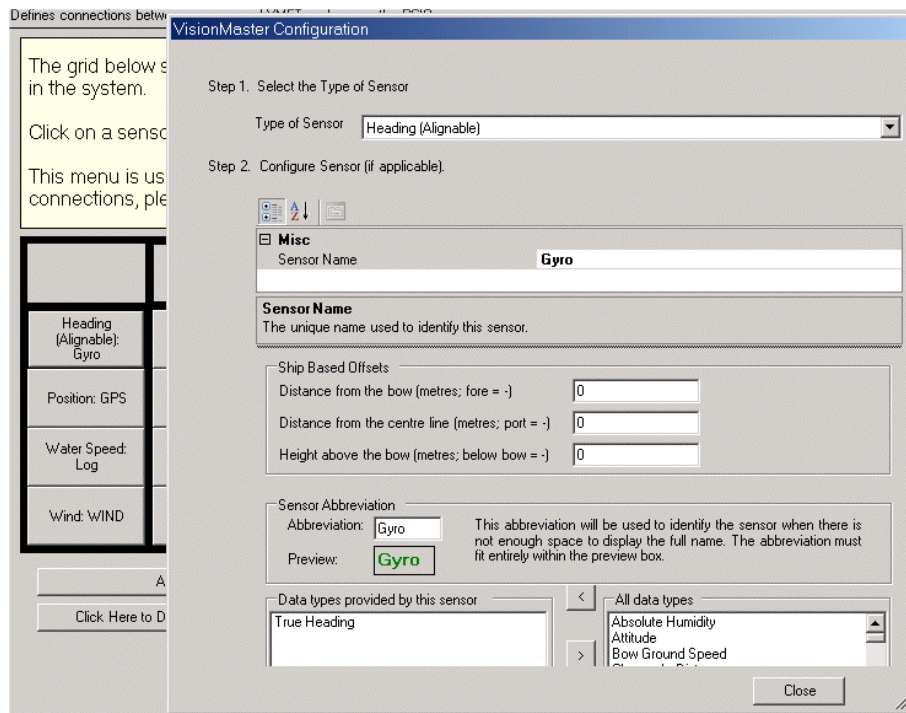 Defines connections betw
VisionMaster Configuration
The grid below s
in the system.
Click on a senso
This menu is us
connections, ple
Heading
(Alignable):
Gyro
Position: GPS
Water Speed:
Log
Wind: WIND
A
Click Here to D
Step 1. Select the Type of Sensor
Type of Sensor Heading (Alignable)
Step 2. Configure Sensor (if applicable).
Misc
Sensor Name Gyro
Sensor Name
The unique name used to identify this sensor.
Ship Based Offsets
Distance from the bow (metres; fore = -) 0
Distance from the centre line (metres; port = -) 0
Height above the bow (metres; below bow = -) 0
Sensor Abbreviation
Abbreviation: Gyro
Preview: Gyro
This abbreviation will be used to identify the sensor when there is
not enough space to display the full name. The abbreviation must
fit entirely within the preview box.
Data types provided by this sensor
True Heading
<
>
All data types
Absolute Humidity
Attitude
Bow Ground Speed
Close